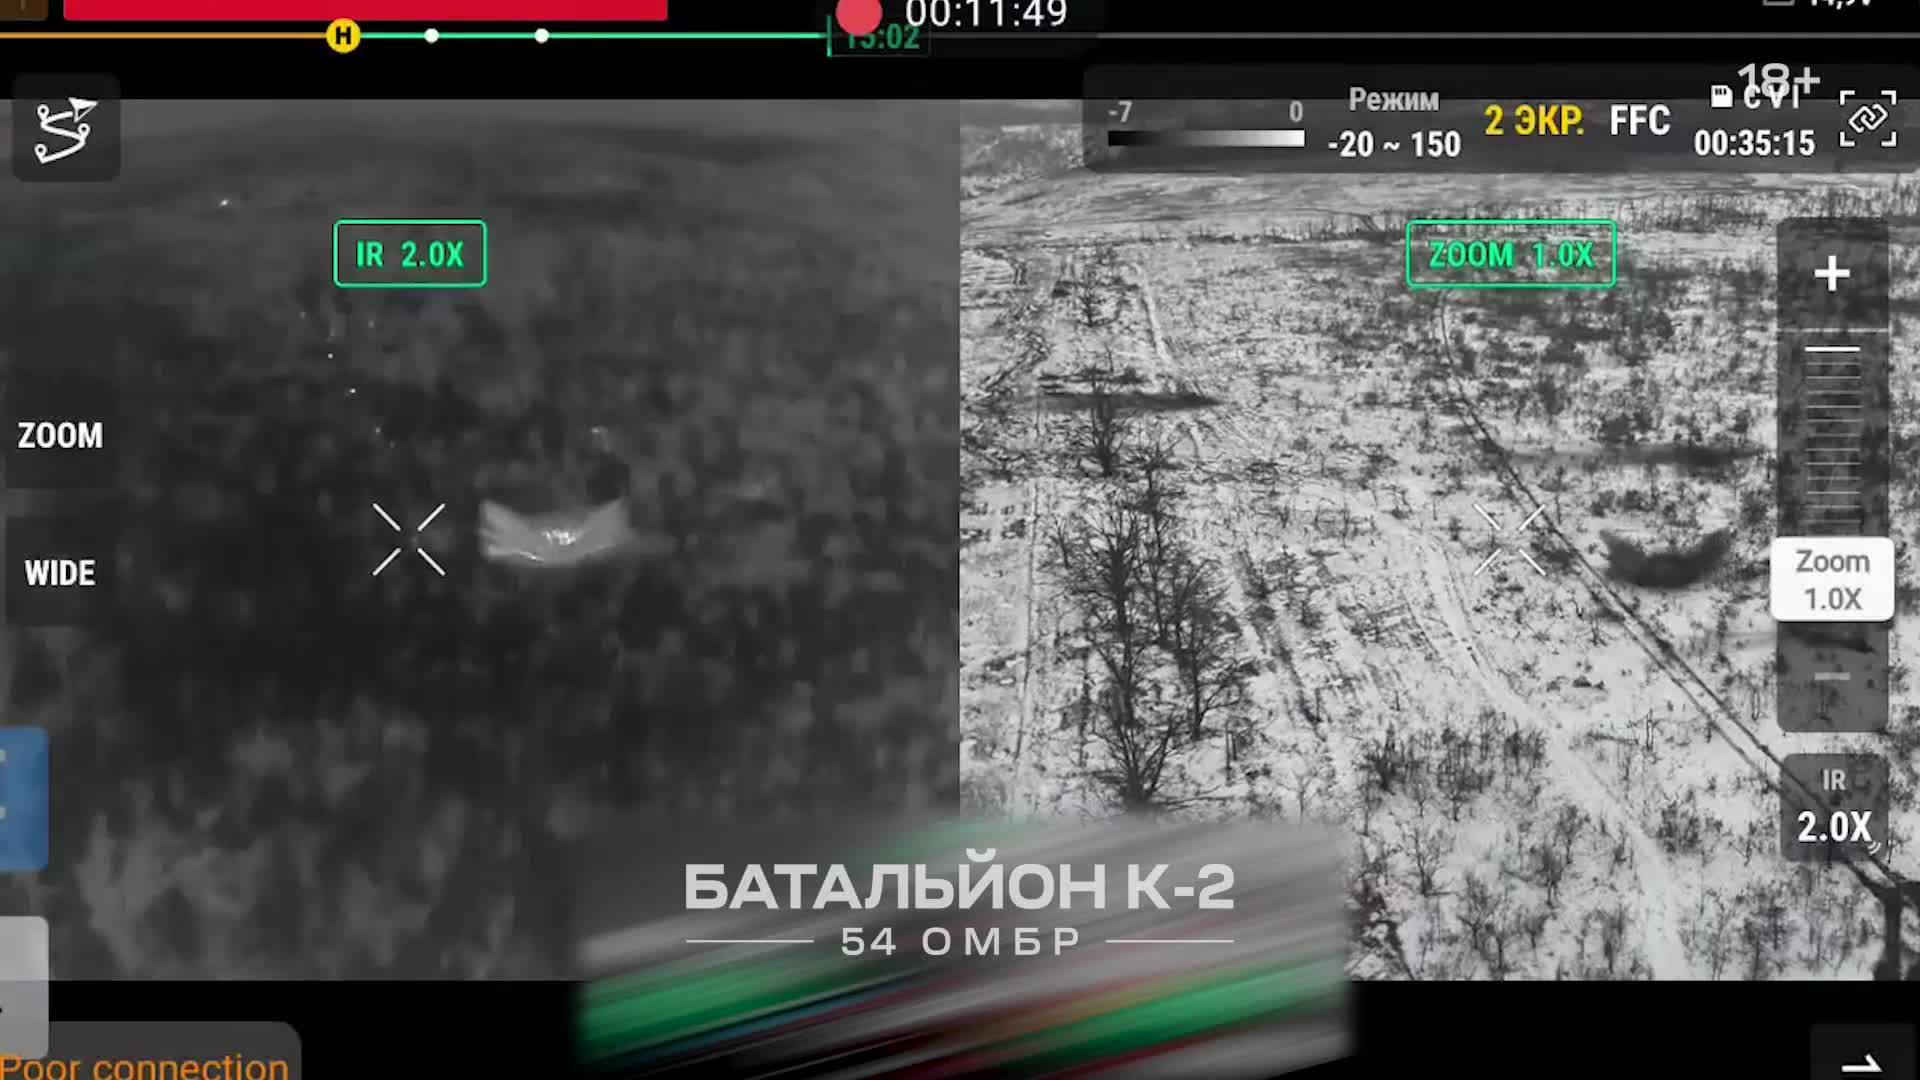 00:11:49
H
15:02
18+
-7 0
Режим
-20 ~ 150
2 ЭКР.
FFC
00:35:15
IR 2.0X
ZOOM 1.0X
ZOOM
WIDE
Zoom
1.0X
IR
2.0X
БАТАЛЬЙОН К-2
54 ОМБР
Poor connection